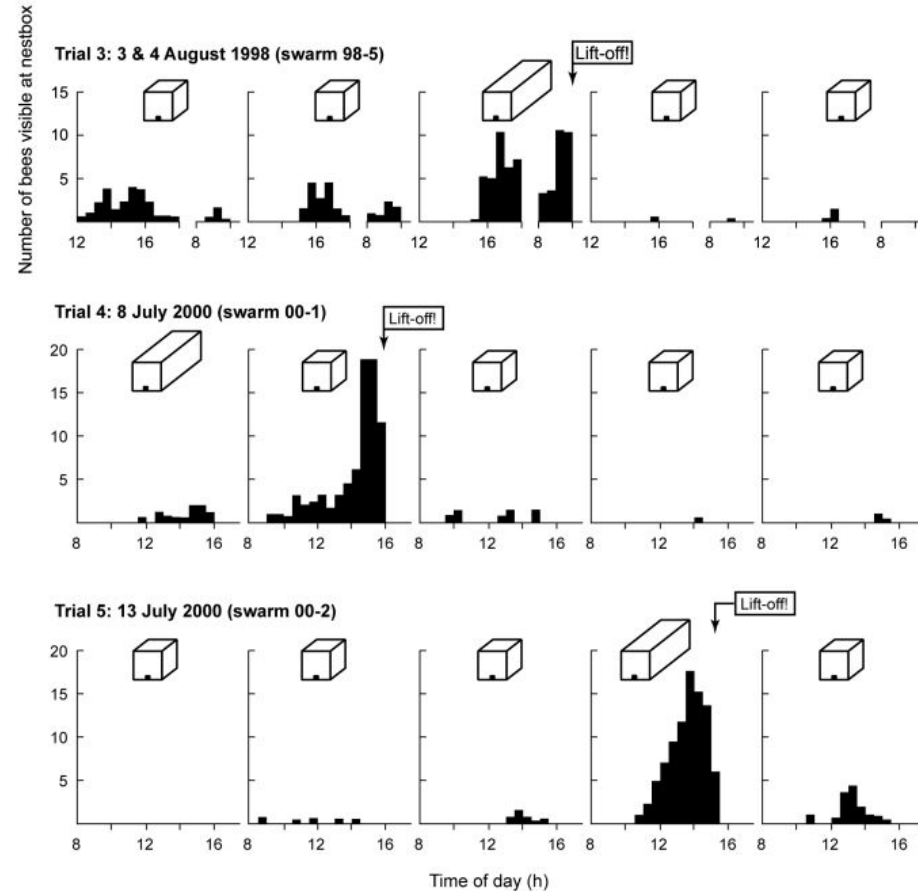 Number of bees visible at nestbox
Trial 3: 3 & 4 August 1998 (swarm 98-5)
Lift-off!
15
10
5
12 16 8 12 16 8 12 16 8 12 16 8 12 16 8
Trial 4: 8 July 2000 (swarm 00-1)
Lift-off!
20
15
10
5
8 12 16 8 12 16 8 12 16 8 12 16 8 12 16
Trial 5: 13 July 2000 (swarm 00-2)
Lift-off!
20
15
10
5
8 12 16 8 12 16 8 12 16 8 12 16 8 12 16
Time of day (h)